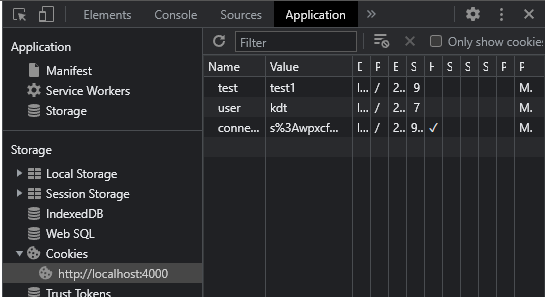 Elements Console Sources Application »
Application
Manifest
Service Workers
Storage
Storage
Local Storage
Session Storage
IndexedDB
Web SQL
Cookies
http://localhost:4000
Trust Tokens
Filter Only show cookie
Name Value D P E S H S S S P P
test test1 l... / 2.. 9 M.
user kdt l... / 2.. 7 M.
conne... s%3Awpxcf... l... / 2.. 9.. ✓ M.